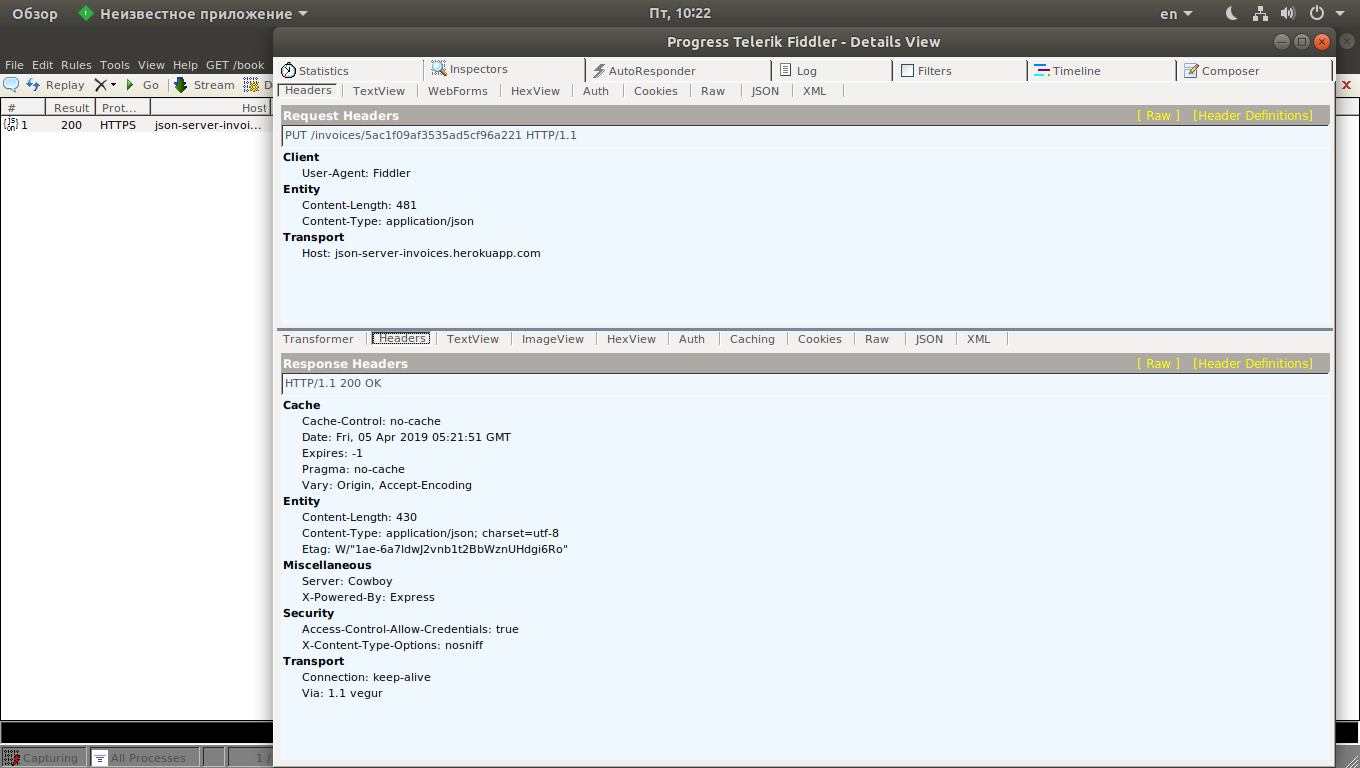 Обзор Неизвестное приложение Пт, 10:22 en
Progress Telerik Fiddler - Details View
File Edit Rules Tools View Help GET /book
Replay Go Stream D
# Result Prot... Host
1 200 HTTPS json-server-invoi...
Statistics Inspectors AutoResponder Log Filters Timeline Composer
Headers TextView WebForms HexView Auth Cookies Raw JSON XML
Request Headers [ Raw ] [Header Definitions]
PUT /invoices/5ac1f09af3535ad5cf96a221 HTTP/1.1
Client
User-Agent: Fiddler
Entity
Content-Length: 481
Content-Type: application/json
Transport
Host: json-server-invoices.herokuapp.com
Transformer Headers TextView ImageView HexView Auth Caching Cookies Raw JSON XML
Response Headers [ Raw ] [Header Definitions]
HTTP/1.1 200 OK
Cache
Cache-Control: no-cache
Date: Fri, 05 Apr 2019 05:21:51 GMT
Expires: -1
Pragma: no-cache
Vary: Origin, Accept-Encoding
Entity
Content-Length: 430
Content-Type: application/json; charset=utf-8
Etag: W/"1ae-6a7ldwJ2vnb1t2BbWznUHdgi6Ro"
Miscellaneous
Server: Cowboy
X-Powered-By: Express
Security
Access-Control-Allow-Credentials: true
X-Content-Type-Options: nosniff
Transport
Connection: keep-alive
Via: 1.1 vegur
Capturing All Processes 1 /